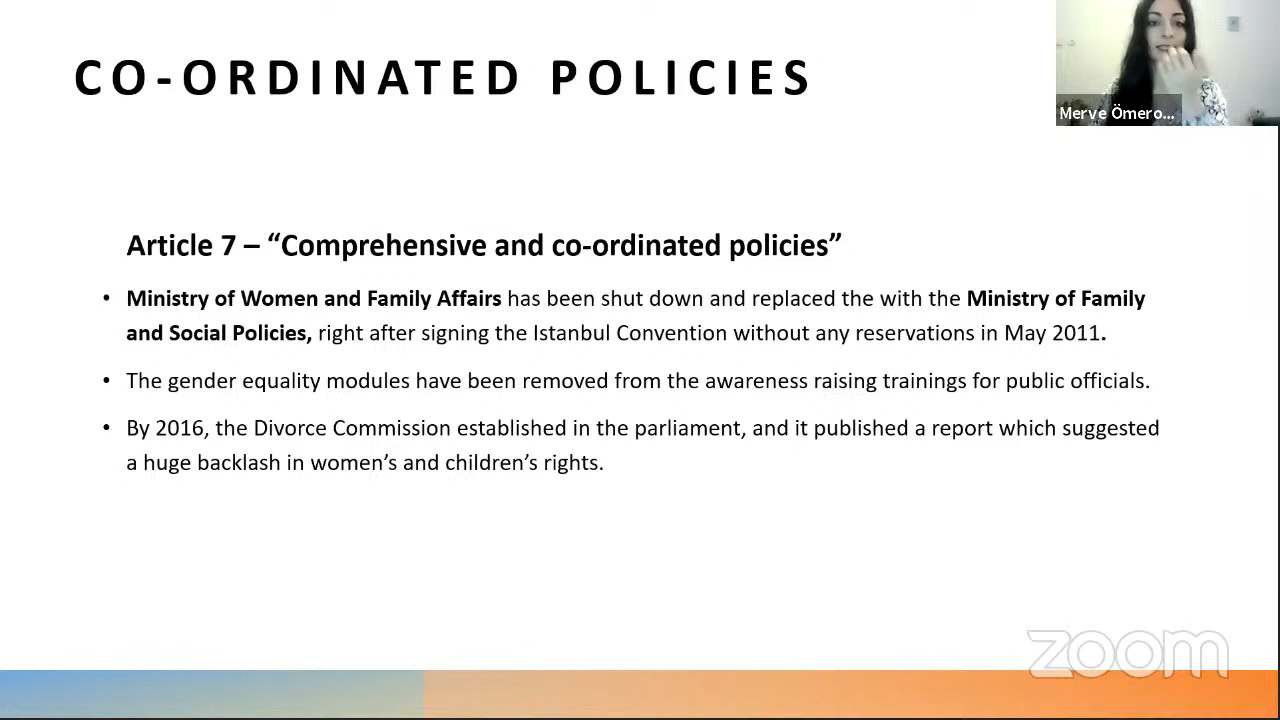 CO-ORDINATED POLICIES
Merve Ömero...
Article 7 – “Comprehensive and co-ordinated policies”
• Ministry of Women and Family Affairs has been shut down and replaced the with the Ministry of Family
and Social Policies, right after signing the Istanbul Convention without any reservations in May 2011.
• The gender equality modules have been removed from the awareness raising trainings for public officials.
• By 2016, the Divorce Commission established in the parliament, and it published a report which suggested
a huge backlash in women’s and children’s rights.
zoom